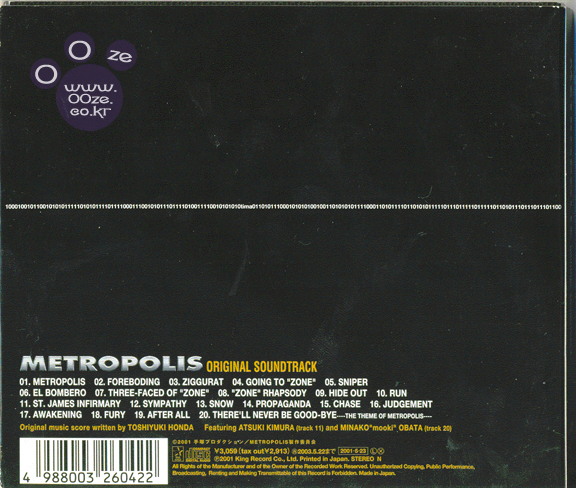 OOze
www.
OOze.
co.kr
METROPOLIS ORIGINAL SOUNDTRACK
01. METROPOLIS 02. FOREBODING 03. ZIGGURAT 04. GOING TO "ZONE" 05. SNIPER
06. EL BOMBERO 07. THREE-FACED OF "ZONE" 08. "ZONE" RHAPSODY 09. HIDE OUT 10. RUN
11. ST. JAMES INFIRMARY 12. SYMPATHY 13. SNOW 14. PROPAGANDA 15. CHASE 16. JUDGEMENT
17. AWAKENING 18. FURY 19. AFTER ALL 20. THERE'LL NEVER BE GOOD-BYE----THE THEME OF METROPOLIS----
Original music score written by TOSHIYUKI HONDA Featuring ATSUKI KIMURA (track 11) and MINAKO"mooki" OBATA (track 20)
©2001 手塚プロダクション／METROPOLIS製作委員会
¥3,059 (tax out¥2,913) 2003.5.22まで 2001・5・23 Ⓛ Ⓧ
℗2001 King Record Co., Ltd. Printed in Japan. STEREO N
All Rights of the Manufacturer and of the Owner of the Recorded Work Reserved. Unauthorized Copying, Public Performance,
Broadcasting, Renting and Making Transmittable of this Record is Forbidden. Made in Japan.
4 988003 260422